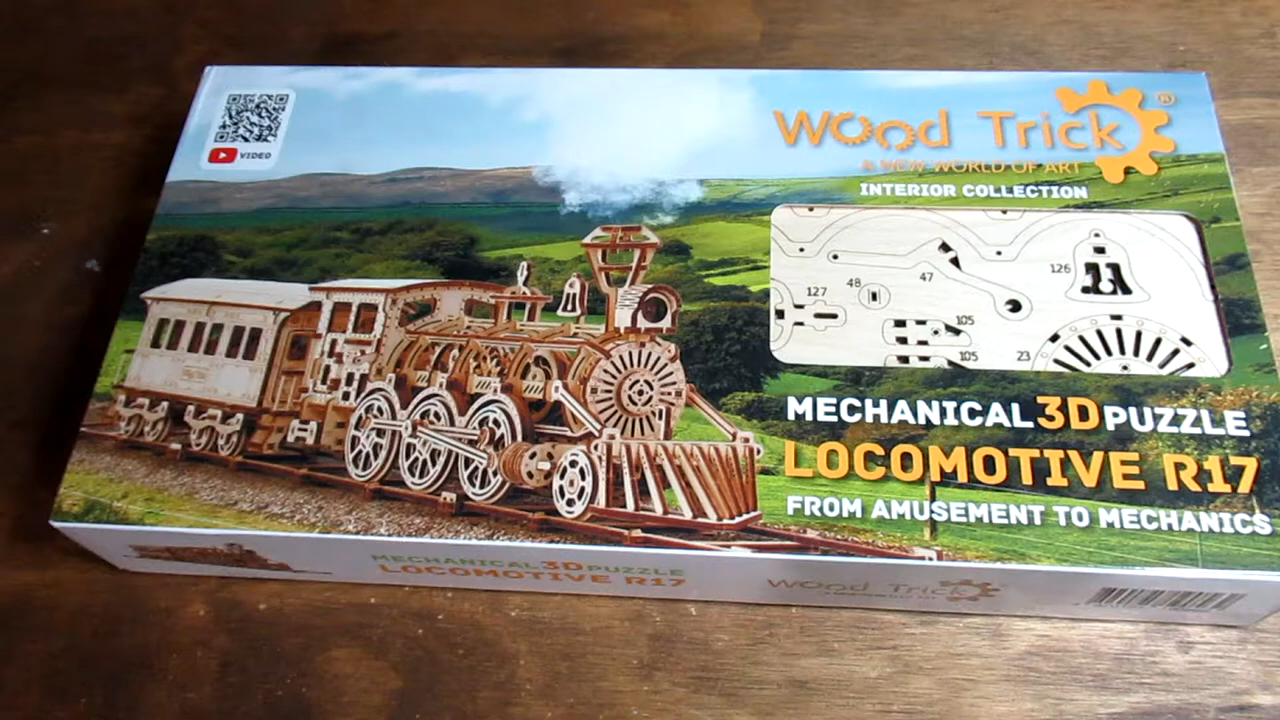 VIDEO
Wood Trick ®
A NEW WORLD OF ART
INTERIOR COLLECTION
126
47
48
127
105
105
23
MECHANICAL 3D PUZZLE
LOCOMOTIVE R17
FROM AMUSEMENT TO MECHANICS
MECHANICAL 3D PUZZLE
LOCOMOTIVE R17
Wood Trick